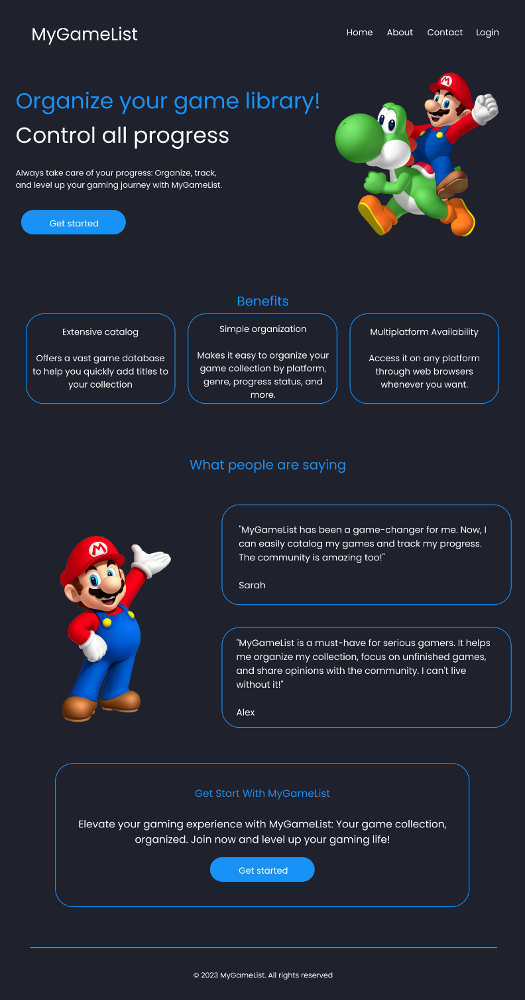 MyGameList
Home About Contact Login
Organize your game library!
Control all progress
Always take care of your progress: Organize, track,
and level up your gaming journey with MyGameList.
Get started
Benefits
Extensive catalog
Offers a vast game database
to help you quickly add titles to
your collection
Simple organization
Makes it easy to organize your
game collection by platform,
genre, progress status, and
more.
Multiplatform Availability
Access it on any platform
through web browsers
whenever you want.
What people are saying
"MyGameList has been a game-changer for me. Now, I
can easily catalog my games and track my progress.
The community is amazing too!"
Sarah
"MyGameList is a must-have for serious gamers. It helps
me organize my collection, focus on unfinished games,
and share opinions with the community. I can't live
without it!"
Alex
Get Start With MyGameList
Elevate your gaming experience with MyGameList: Your game collection,
organized. Join now and level up your gaming life!
Get started
© 2023 MyGameList. All rights reserved